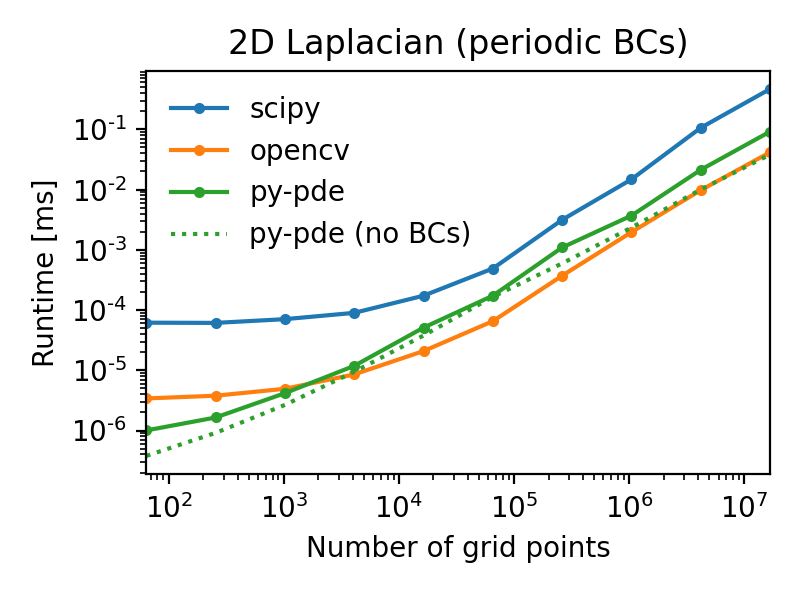 2D Laplacian (periodic BCs)
scipy
opencv
py-pde
py-pde (no BCs)
Runtime [ms]
10⁻¹
10⁻²
10⁻³
10⁻⁴
10⁻⁵
10⁻⁶
10² 10³ 10⁴ 10⁵ 10⁶ 10⁷
Number of grid points